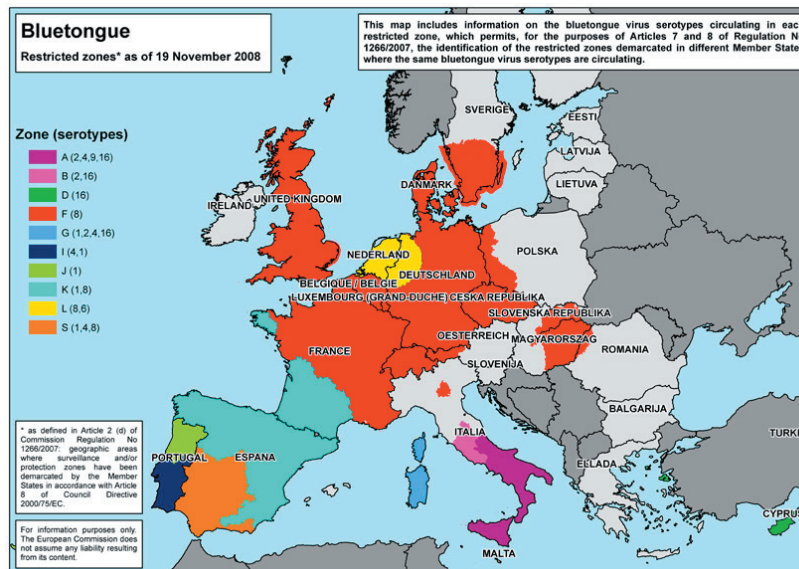 Bluetongue
Restricted zones* as of 19 November 2008
This map includes information on the bluetongue virus serotypes circulating in eac
restricted zone, which permits, for the purposes of Articles 7 and 8 of Regulation No
1266/2007, the identification of the restricted zones demarcated in different Member State
where the same bluetongue virus serotypes are circulating.
Zone (serotypes)
A (2,4,9,16)
B (2,16)
D (16)
F (8)
G (1,2,4,16)
I (4,1)
J (1)
K (1,8)
L (8,6)
S (1,4,8)
SVERIGE
EESTI
LATVIJA
LIETUVA
DANMARK
IRELAND
UNITED KINGDOM
NEDERLAND
POLSKA
DEUTSCHLAND
BELGIQUE / BELGIE
LUXEMBOURG (GRAND-DUCHE)
CESKA REPUBLIKA
SLOVENSKA REPUBLIKA
OESTERREICH
MAGYARORSZAG
FRANCE
SLOVENIJA
ROMANIA
BALGARIJA
ITALIA
PORTUGAL
ESPANA
ELLADA
TURKI
CYPRUS
MALTA
* as defined in Article 2 (d) of
Commission Regulation No
1266/2007: geographic areas
where surveillance and/or
protection zones have been
demarcated by the Member
States in accordance with Article
8 of Council Directive
2000/75/EC.
For information purposes only.
The European Commission does
not assume any liability resulting
from its content.